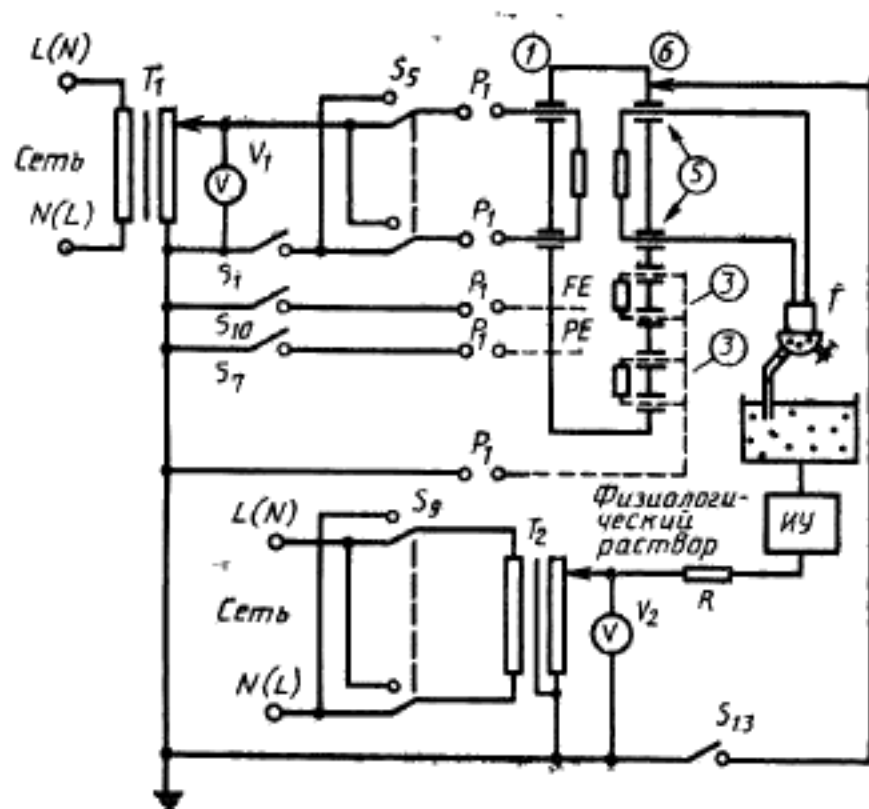 L(N)
T1
S5
P1
1
6
Сеть
V1
V
5
N(L)
P1
S1
P1
FE
3
T
S10
P1
PE
S7
3
P1
L(N)
S9
Физиологи-
ческий
раствор
ИУ
T2
R
Сеть
V2
V
N(L)
S13